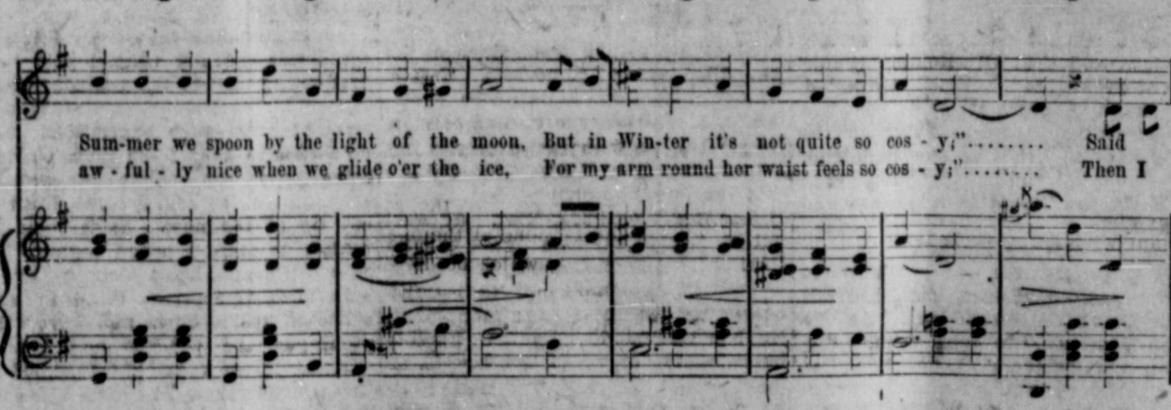 Sum-mer we spoon by the light of the moon, But in Win-ter it's not quite so cos - y;"........ Said
aw - ful - ly nice when we glide o'er the ice, For my arm round her waist feels so cos - y;"........ Then I